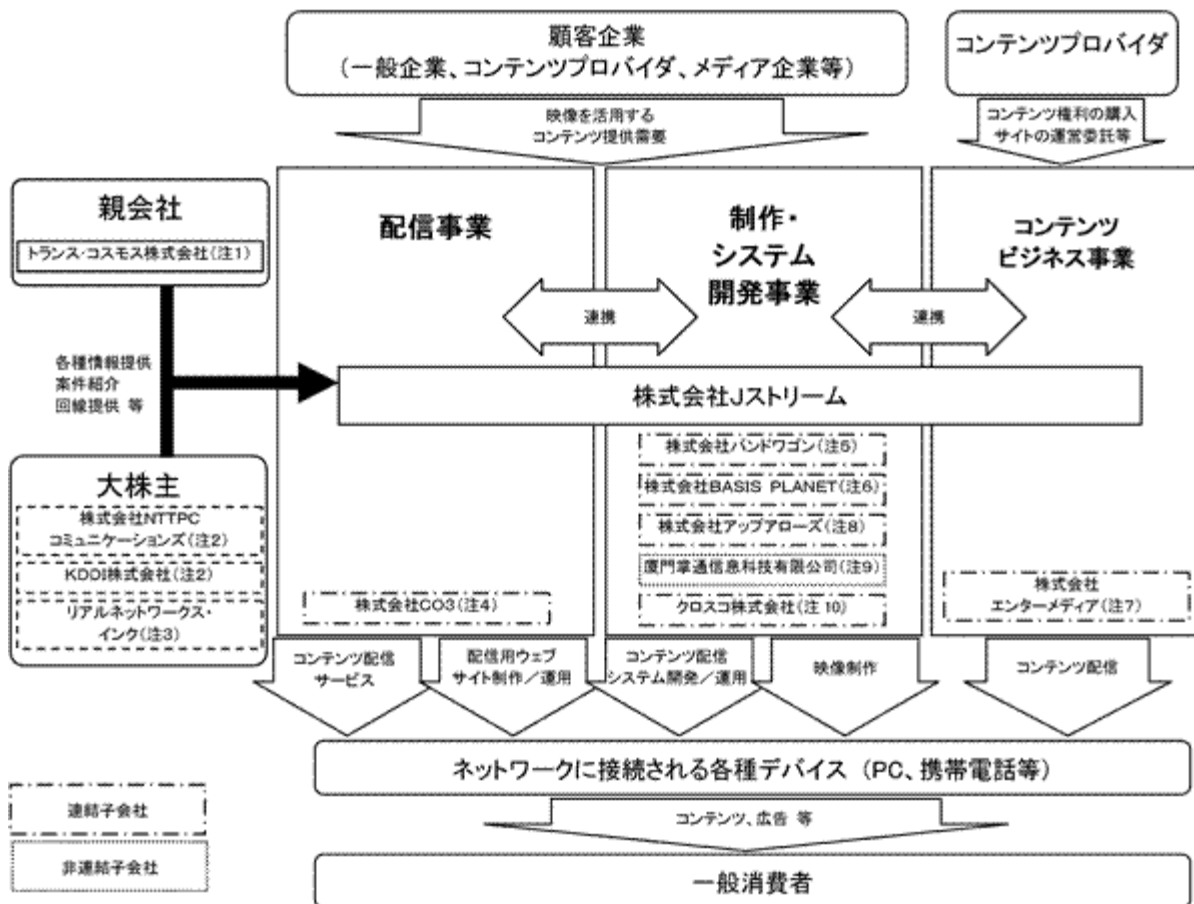 顧客企業
（一般企業、コンテンツプロバイダ、メディア企業等）
コンテンツプロバイダ
映像を活用する
コンテンツ提供需要
コンテンツ権利の購入
サイトの運営委託等
親会社
トランス・コスモス株式会社（注1）
配信事業
制作・
システム
開発事業
コンテンツ
ビジネス事業
連携
連携
各種情報提供
案件紹介
回線提供 等
株式会社Jストリーム
大株主
株式会社NTTPC
コミュニケーションズ（注2）
KDDI株式会社（注2）
リアルネットワークス・
インク（注3）
株式会社CO3（注4）
株式会社バンドワゴン（注5）
株式会社BASIS PLANET（注6）
株式会社アップアローズ（注8）
厦門掌通信息科技有限公司（注9）
クロスコ株式会社（注 10）
株式会社
エンターメディア（注7）
コンテンツ配信
サービス
配信用ウェブ
サイト制作／運用
コンテンツ配信
システム開発／運用
映像制作
コンテンツ配信
ネットワークに接続される各種デバイス （PC、携帯電話等）
コンテンツ、広告 等
一般消費者
連結子会社
非連結子会社